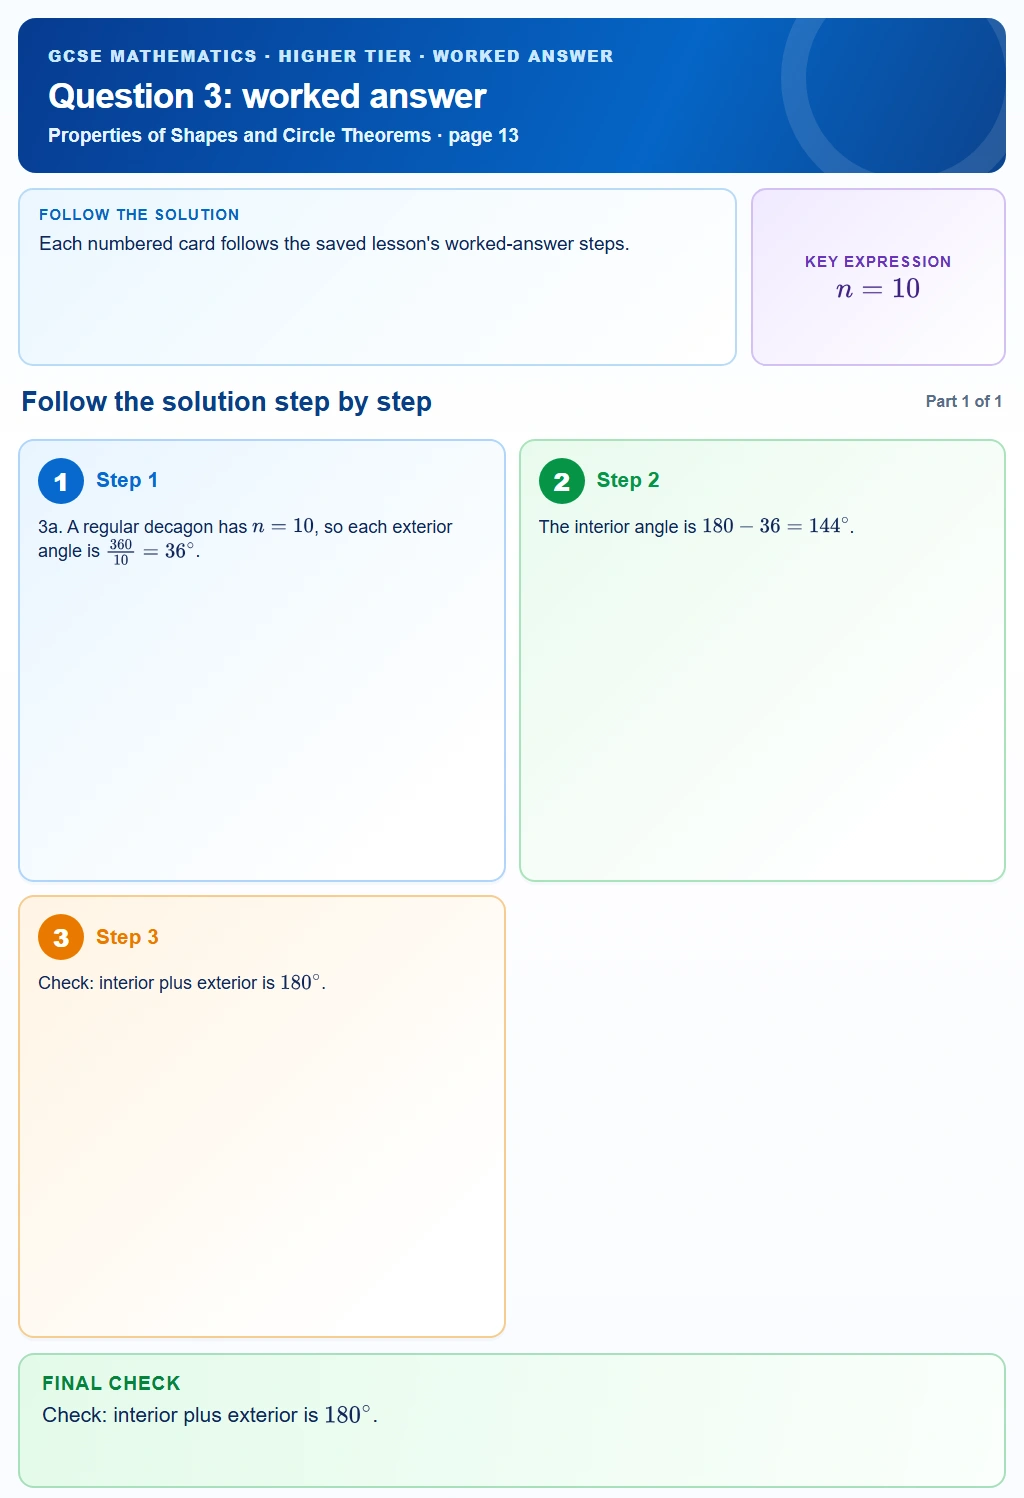 GCSE MATHEMATICS · HIGHER TIER · WORKED ANSWER
Question 3: worked answer
Properties of Shapes and Circle Theorems · page 13
FOLLOW THE SOLUTION
Each numbered card follows the saved lesson's worked-answer steps.
KEY EXPRESSION
n = 10
Follow the solution step by step
Part 1 of 1
1 Step 1
3a. A regular decagon has n = 10, so each exterior
angle is 360/10 = 36°.
2 Step 2
The interior angle is 180 − 36 = 144°.
3 Step 3
Check: interior plus exterior is 180°.
FINAL CHECK
Check: interior plus exterior is 180°.